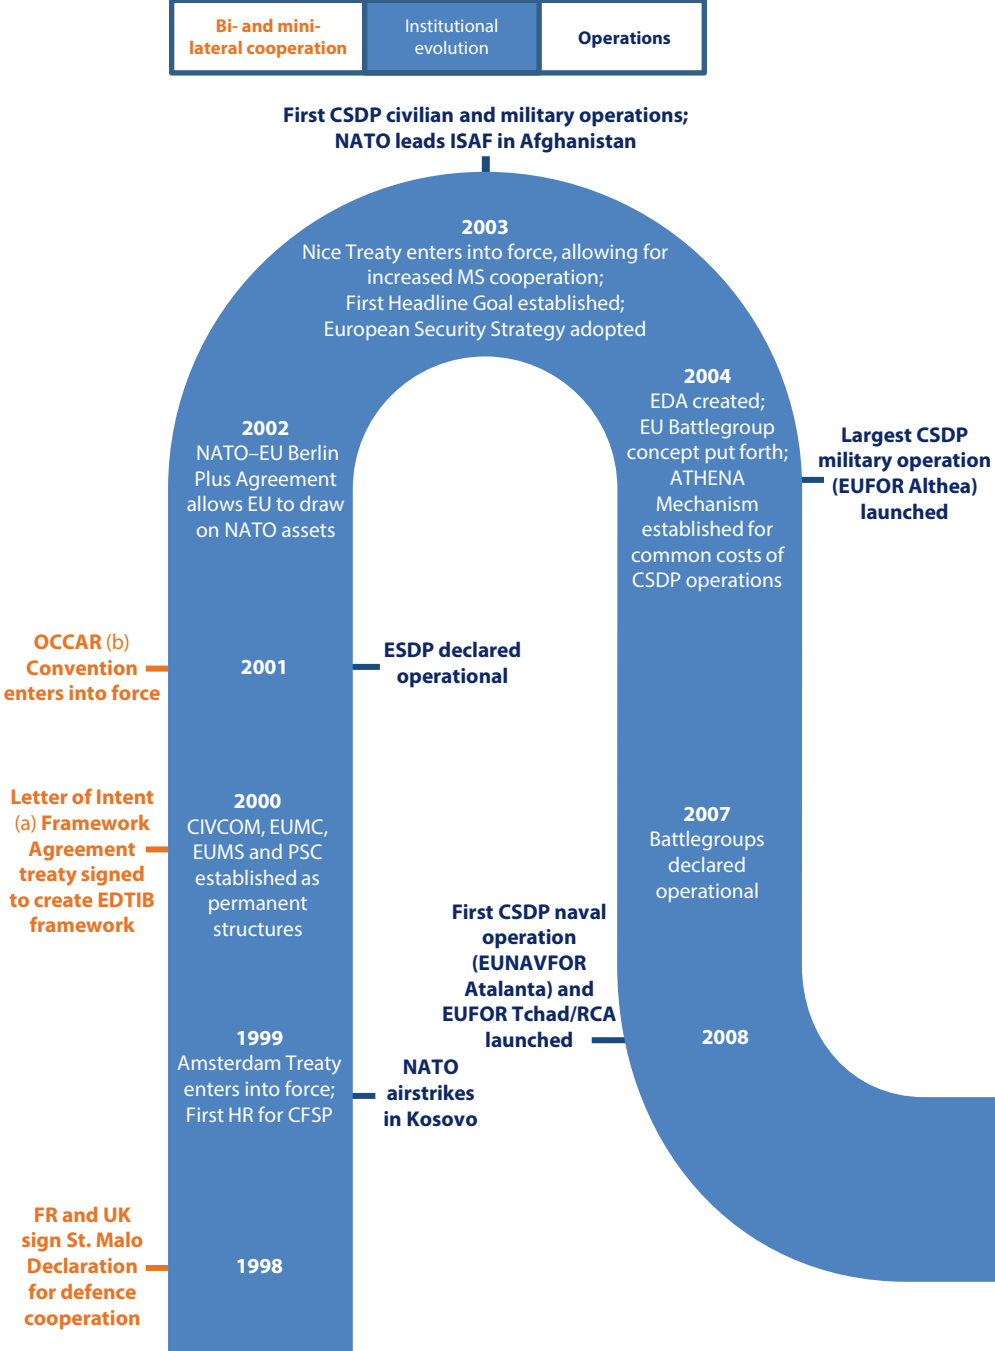 Bi- and mini-
lateral cooperation
Institutional
evolution
Operations
First CSDP civilian and military operations;
NATO leads ISAF in Afghanistan
2003
Nice Treaty enters into force, allowing for
increased MS cooperation;
First Headline Goal established;
European Security Strategy adopted
2004
EDA created;
EU Battlegroup
concept put forth;
ATHENA
Mechanism
established for
common costs of
CSDP operations
Largest CSDP
military operation
(EUFOR Althea)
launched
2002
NATO–EU Berlin
Plus Agreement
allows EU to draw
on NATO assets
OCCAR (b)
Convention
enters into force
2001
ESDP declared
operational
Letter of Intent
(a) Framework
Agreement
treaty signed
to create EDTIB
framework
2000
CIVCOM, EUMC,
EUMS and PSC
established as
permanent
structures
2007
Battlegroups
declared
operational
First CSDP naval
operation
(EUNAVFOR
Atalanta) and
EUFOR Tchad/RCA
launched
2008
1999
Amsterdam Treaty
enters into force;
First HR for CFSP
NATO
airstrikes
in Kosovo
FR and UK
sign St. Malo
Declaration
for defence
cooperation
1998